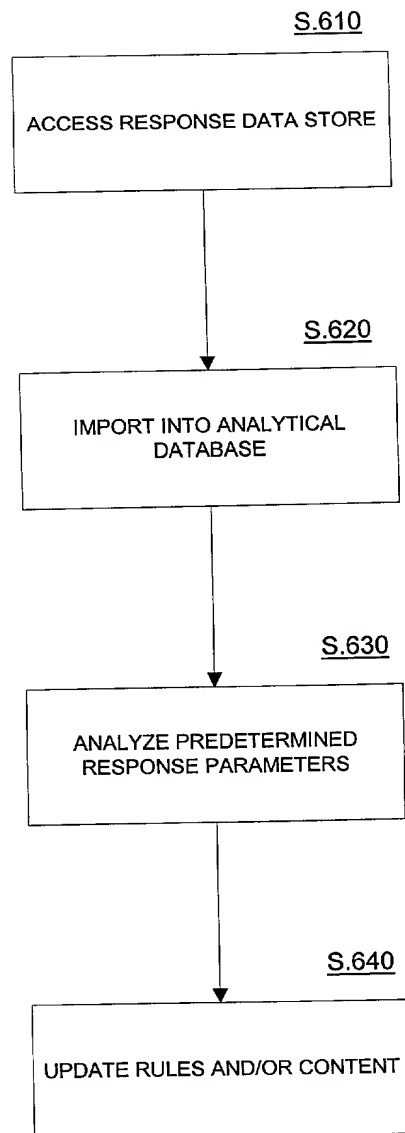 S.610
ACCESS RESPONSE DATA STORE
S.620
IMPORT INTO ANALYTICAL
DATABASE
S.630
ANALYZE PREDETERMINED
RESPONSE PARAMETERS
S.640
UPDATE RULES AND/OR CONTENT